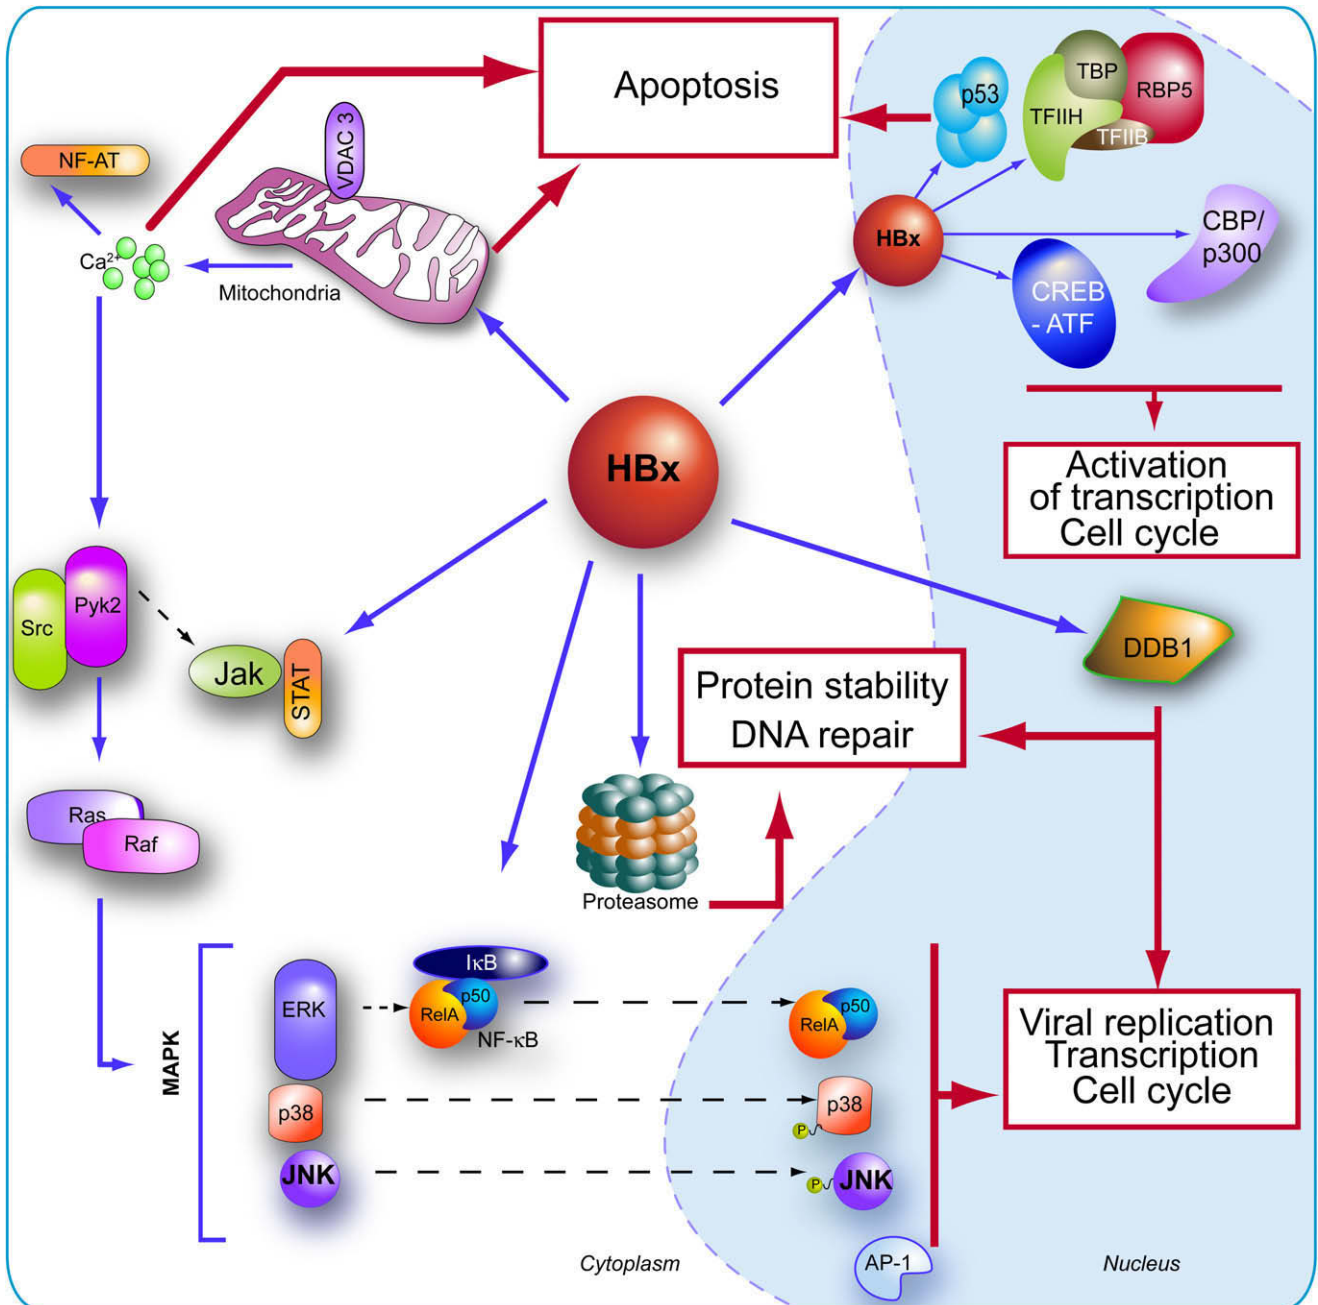 Apoptosis
p53
TBP
RBP5
TFIIH
TFIIB
VDAC 3
NF-AT
HBx
CBP/
p300
Ca2+
Mitochondria
CREB
- ATF
HBx
Activation
of transcription
Cell cycle
Src
Pyk2
Jak
STAT
DDB1
Protein stability
DNA repair
Ras
Raf
Proteasome
MAPK
ERK
IκB
RelA
p50
NF-κB
RelA
p50
Viral replication
Transcription
Cell cycle
p38
p38
P
JNK
P
JNK
AP-1
Cytoplasm
Nucleus